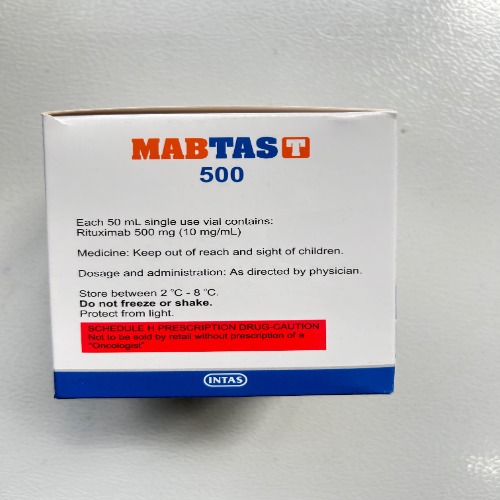 MABTAS T
500
Each 50 mL single use vial contains:
Rituximab 500 mg (10 mg/mL)
Medicine: Keep out of reach and sight of children.
Dosage and administration: As directed by physician.
Store between 2 °C - 8 °C.
Do not freeze or shake.
Protect from light.
SCHEDULE H PRESCRIPTION DRUG-CAUTION
Not to be sold by retail without prescription of a
"Oncologist"
INTAS